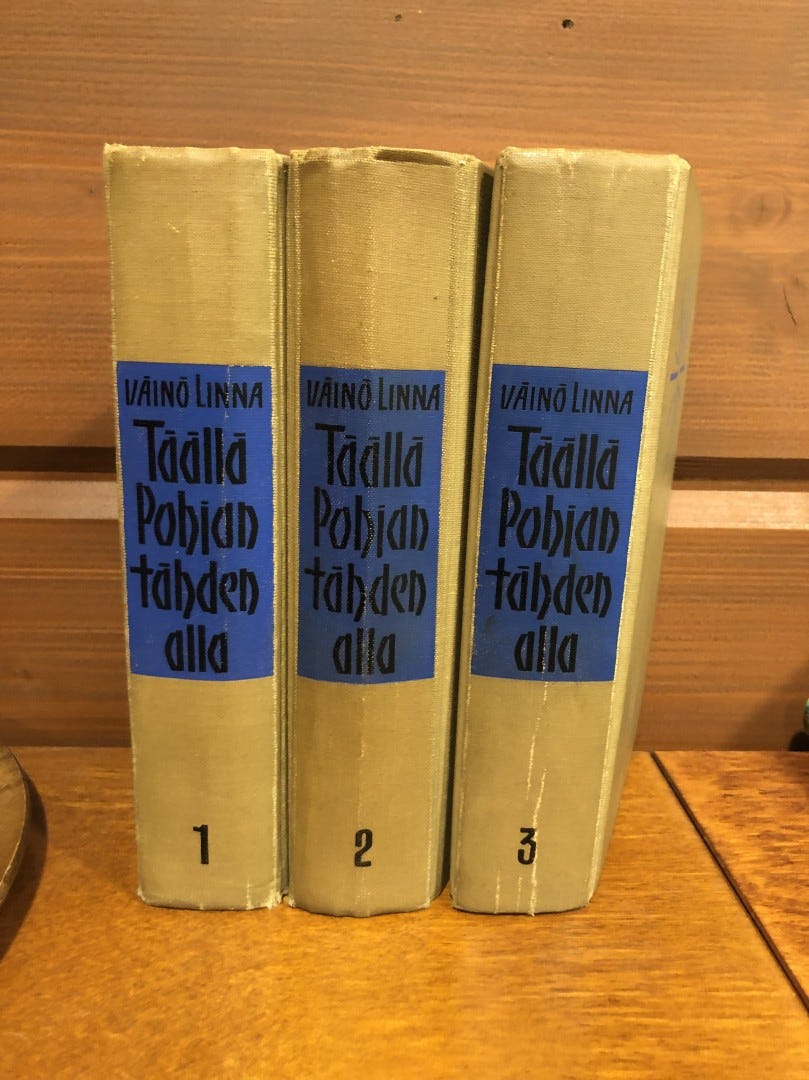 VÄINÖ LINNA
Täällä
Pohjan
tähden
alla
1
VÄINÖ LINNA
Täällä
Pohjan
tähden
alla
2
VÄINÖ LINNA
Täällä
Pohjan
tähden
alla
3